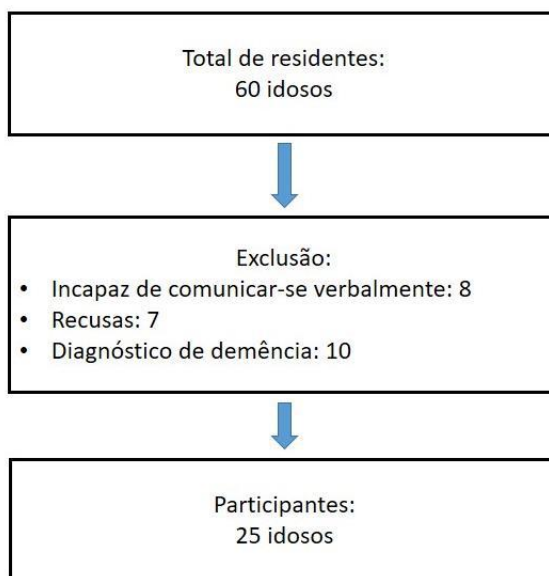 Total de residentes:
60 idosos
Exclusão:
• Incapaz de comunicar-se verbalmente: 8
• Recusas: 7
• Diagnóstico de demência: 10
Participantes:
25 idosos